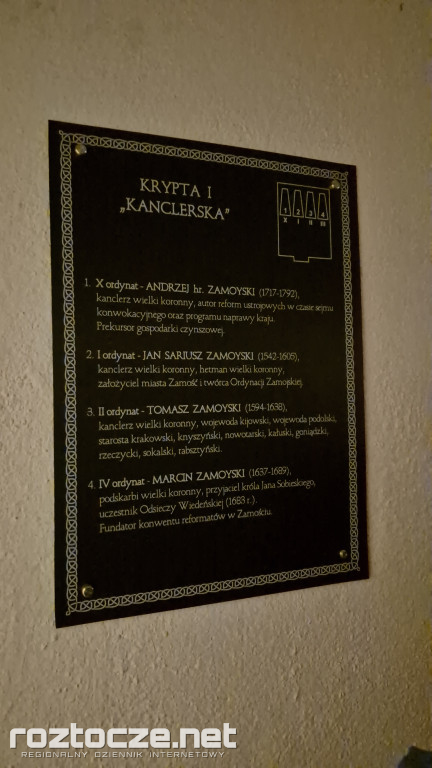 KRYPTA I
„KANCLERSKA”
1 2 3 4
X I II III
1. X ordynat - ANDRZEJ hr. ZAMOYSKI (1717-1792),
kanclerz wielki koronny, autor reform ustrojowych w czasie sejmu
konwokacyjnego oraz programu naprawy kraju.
Prekursor gospodarki czynszowej.
2. I ordynat - JAN SARIUSZ ZAMOYSKI (1542-1605),
kanclerz wielki koronny, hetman wielki koronny,
założyciel miasta Zamość i twórca Ordynacji Zamojskiej.
3. II ordynat - TOMASZ ZAMOYSKI (1594-1638),
kanclerz wielki koronny, wojewoda kijowski, wojewoda podolski,
starosta krakowski, knyszyński, nowotarski, kałuski, goniądzki,
rzeczycki, sokalski, rabsztyński.
4. IV ordynat - MARCIN ZAMOYSKI (1637-1689),
podskarbi wielki koronny, przyjaciel króla Jana Sobieskiego,
uczestnik Odsieczy Wiedeńskiej (1683 r.).
Fundator konwentu reformatów w Zamościu.
roztocze.net
REGIONALNY DZIENNIK INTERNETOWY